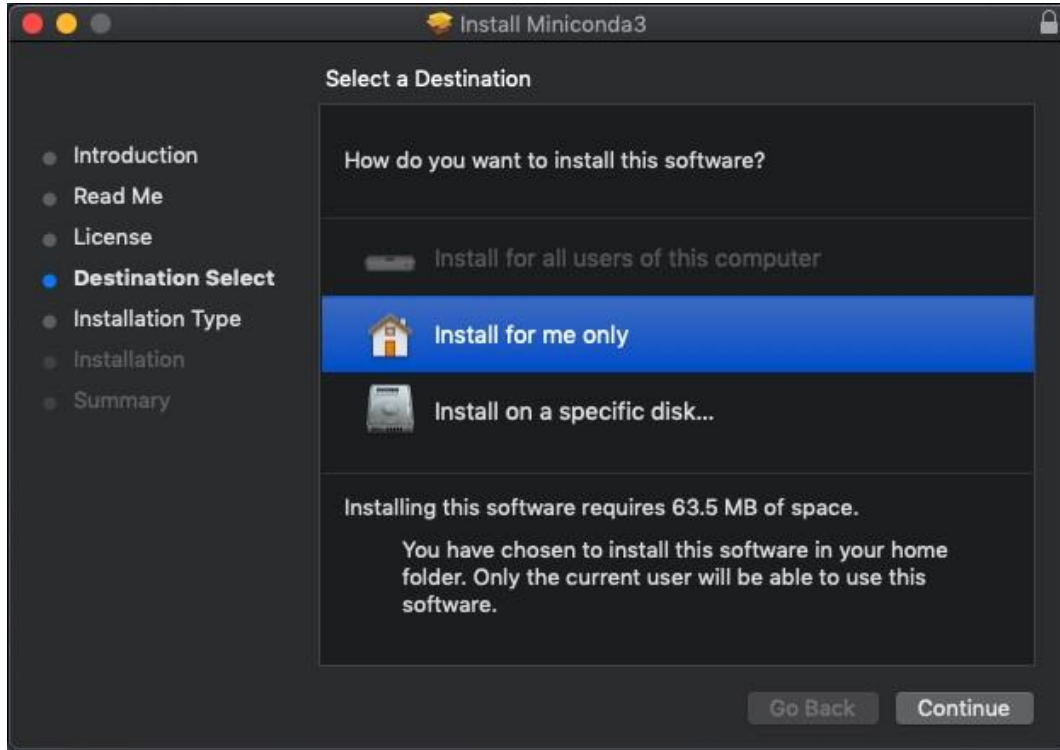 Install Miniconda3
Select a Destination
Introduction
Read Me
License
Destination Select
Installation Type
Installation
Summary
How do you want to install this software?
Install for all users of this computer
Install for me only
Install on a specific disk...
Installing this software requires 63.5 MB of space.
You have chosen to install this software in your home
folder. Only the current user will be able to use this
software.
Go Back
Continue